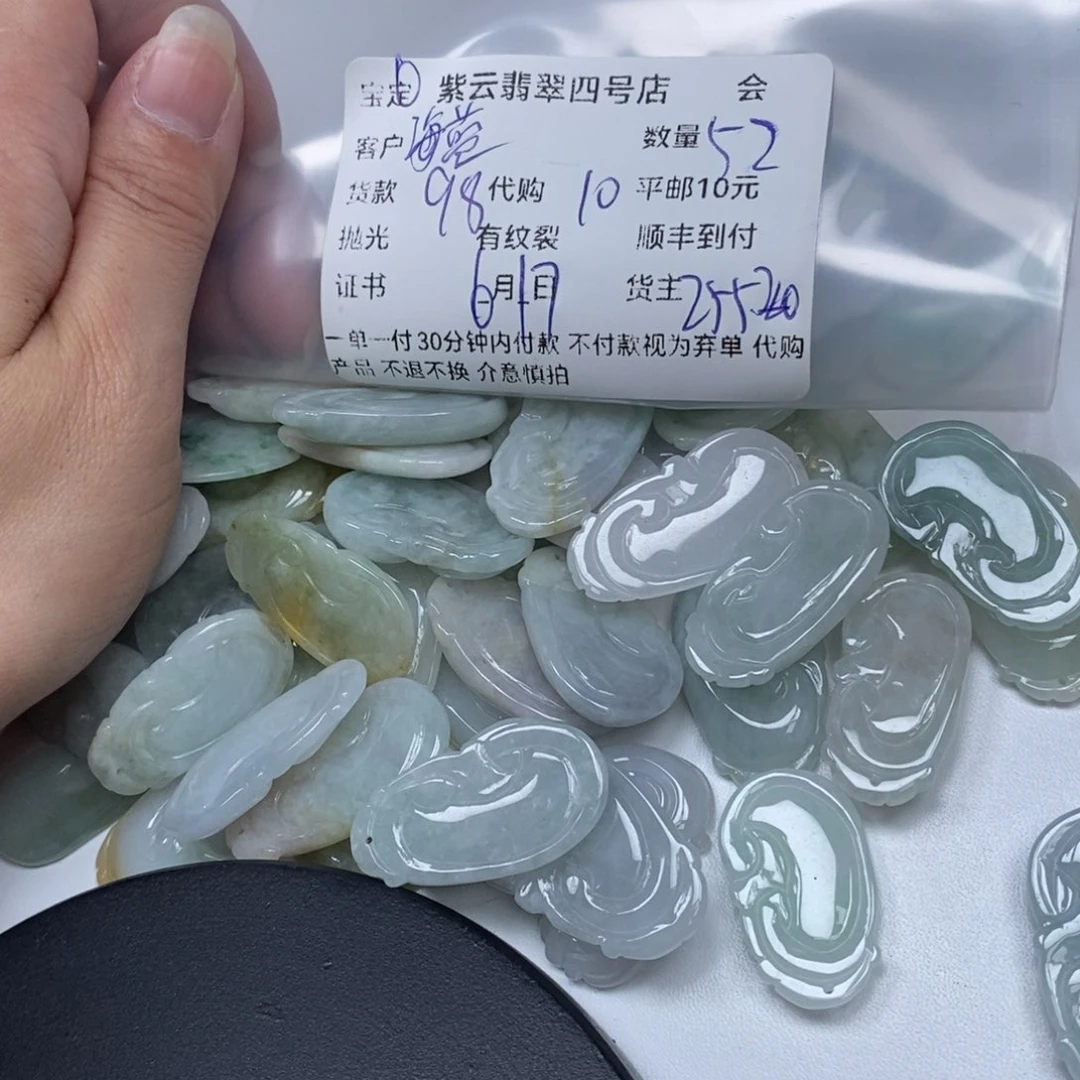 宝定 紫云翡翠四号店 会
客户 海蓝 数量 52
货款 98 代购 10 平邮10元
抛光 有纹裂 顺丰到付
证书 6月1日 货主
一单一付30分钟内付款 不付款视为弃单 代购
产品 不退不换 介意慎拍